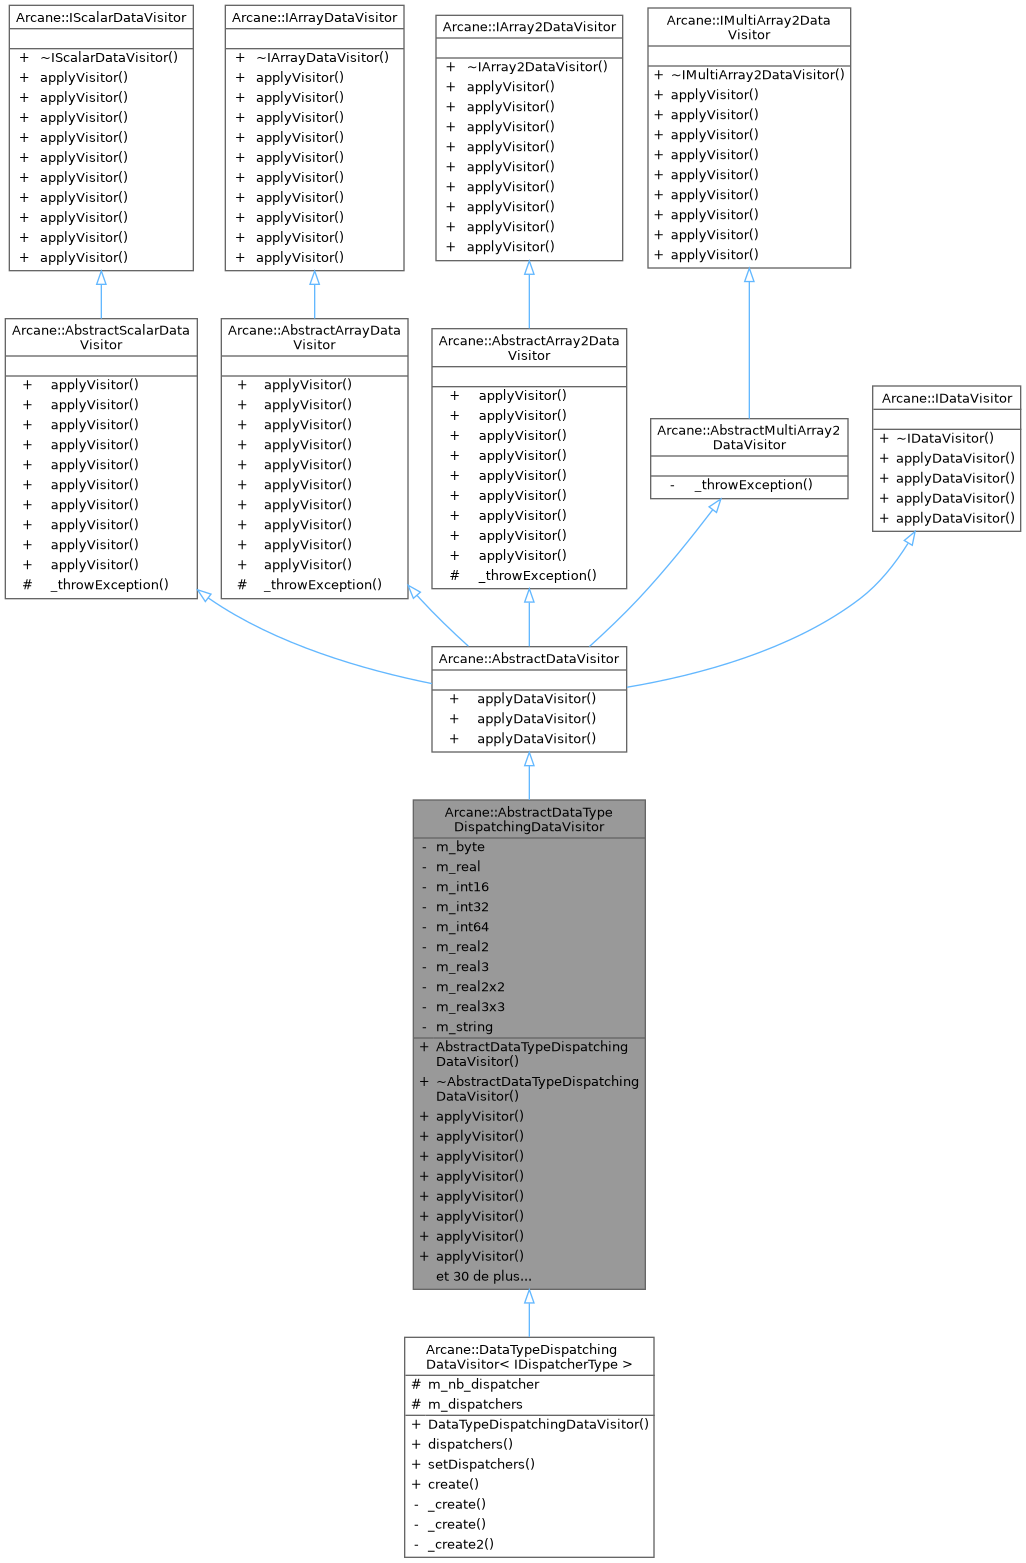 Arcane::IScalarDataVisitor
+ ~IScalarDataVisitor()
+ applyVisitor()
+ applyVisitor()
+ applyVisitor()
+ applyVisitor()
+ applyVisitor()
+ applyVisitor()
+ applyVisitor()
+ applyVisitor()
+ applyVisitor()
+ applyVisitor()
Arcane::IArrayDataVisitor
+ ~IArrayDataVisitor()
+ applyVisitor()
+ applyVisitor()
+ applyVisitor()
+ applyVisitor()
+ applyVisitor()
+ applyVisitor()
+ applyVisitor()
+ applyVisitor()
+ applyVisitor()
+ applyVisitor()
Arcane::IArray2DataVisitor
+ ~IArray2DataVisitor()
+ applyVisitor()
+ applyVisitor()
+ applyVisitor()
+ applyVisitor()
+ applyVisitor()
+ applyVisitor()
+ applyVisitor()
+ applyVisitor()
+ applyVisitor()
Arcane::IMultiArray2Data
Visitor
+ ~IMultiArray2DataVisitor()
+ applyVisitor()
+ applyVisitor()
+ applyVisitor()
+ applyVisitor()
+ applyVisitor()
+ applyVisitor()
+ applyVisitor()
+ applyVisitor()
+ applyVisitor()
Arcane::AbstractScalarData
Visitor
+ applyVisitor()
+ applyVisitor()
+ applyVisitor()
+ applyVisitor()
+ applyVisitor()
+ applyVisitor()
+ applyVisitor()
+ applyVisitor()
+ applyVisitor()
+ applyVisitor()
# _throwException()
Arcane::AbstractArrayData
Visitor
+ applyVisitor()
+ applyVisitor()
+ applyVisitor()
+ applyVisitor()
+ applyVisitor()
+ applyVisitor()
+ applyVisitor()
+ applyVisitor()
+ applyVisitor()
+ applyVisitor()
# _throwException()
Arcane::AbstractArray2Data
Visitor
+ applyVisitor()
+ applyVisitor()
+ applyVisitor()
+ applyVisitor()
+ applyVisitor()
+ applyVisitor()
+ applyVisitor()
+ applyVisitor()
+ applyVisitor()
# _throwException()
Arcane::AbstractMultiArray2
DataVisitor
- _throwException()
Arcane::IDataVisitor
+ ~IDataVisitor()
+ applyDataVisitor()
+ applyDataVisitor()
+ applyDataVisitor()
+ applyDataVisitor()
Arcane::AbstractDataVisitor
+ applyDataVisitor()
+ applyDataVisitor()
+ applyDataVisitor()
Arcane::AbstractDataType
DispatchingDataVisitor
- m_byte
- m_real
- m_int16
- m_int32
- m_int64
- m_real2
- m_real3
- m_real2x2
- m_real3x3
- m_string
+ AbstractDataTypeDispatching
DataVisitor()
+ ~AbstractDataTypeDispatching
DataVisitor()
+ applyVisitor()
+ applyVisitor()
+ applyVisitor()
+ applyVisitor()
+ applyVisitor()
+ applyVisitor()
+ applyVisitor()
+ applyVisitor()
et 30 de plus...
Arcane::DataTypeDispatching
DataVisitor< IDispatcherType >
# m_nb_dispatcher
# m_dispatchers
+ DataTypeDispatchingDataVisitor()
+ dispatchers()
+ setDispatchers()
+ create()
- _create()
- _create()
- _create2()